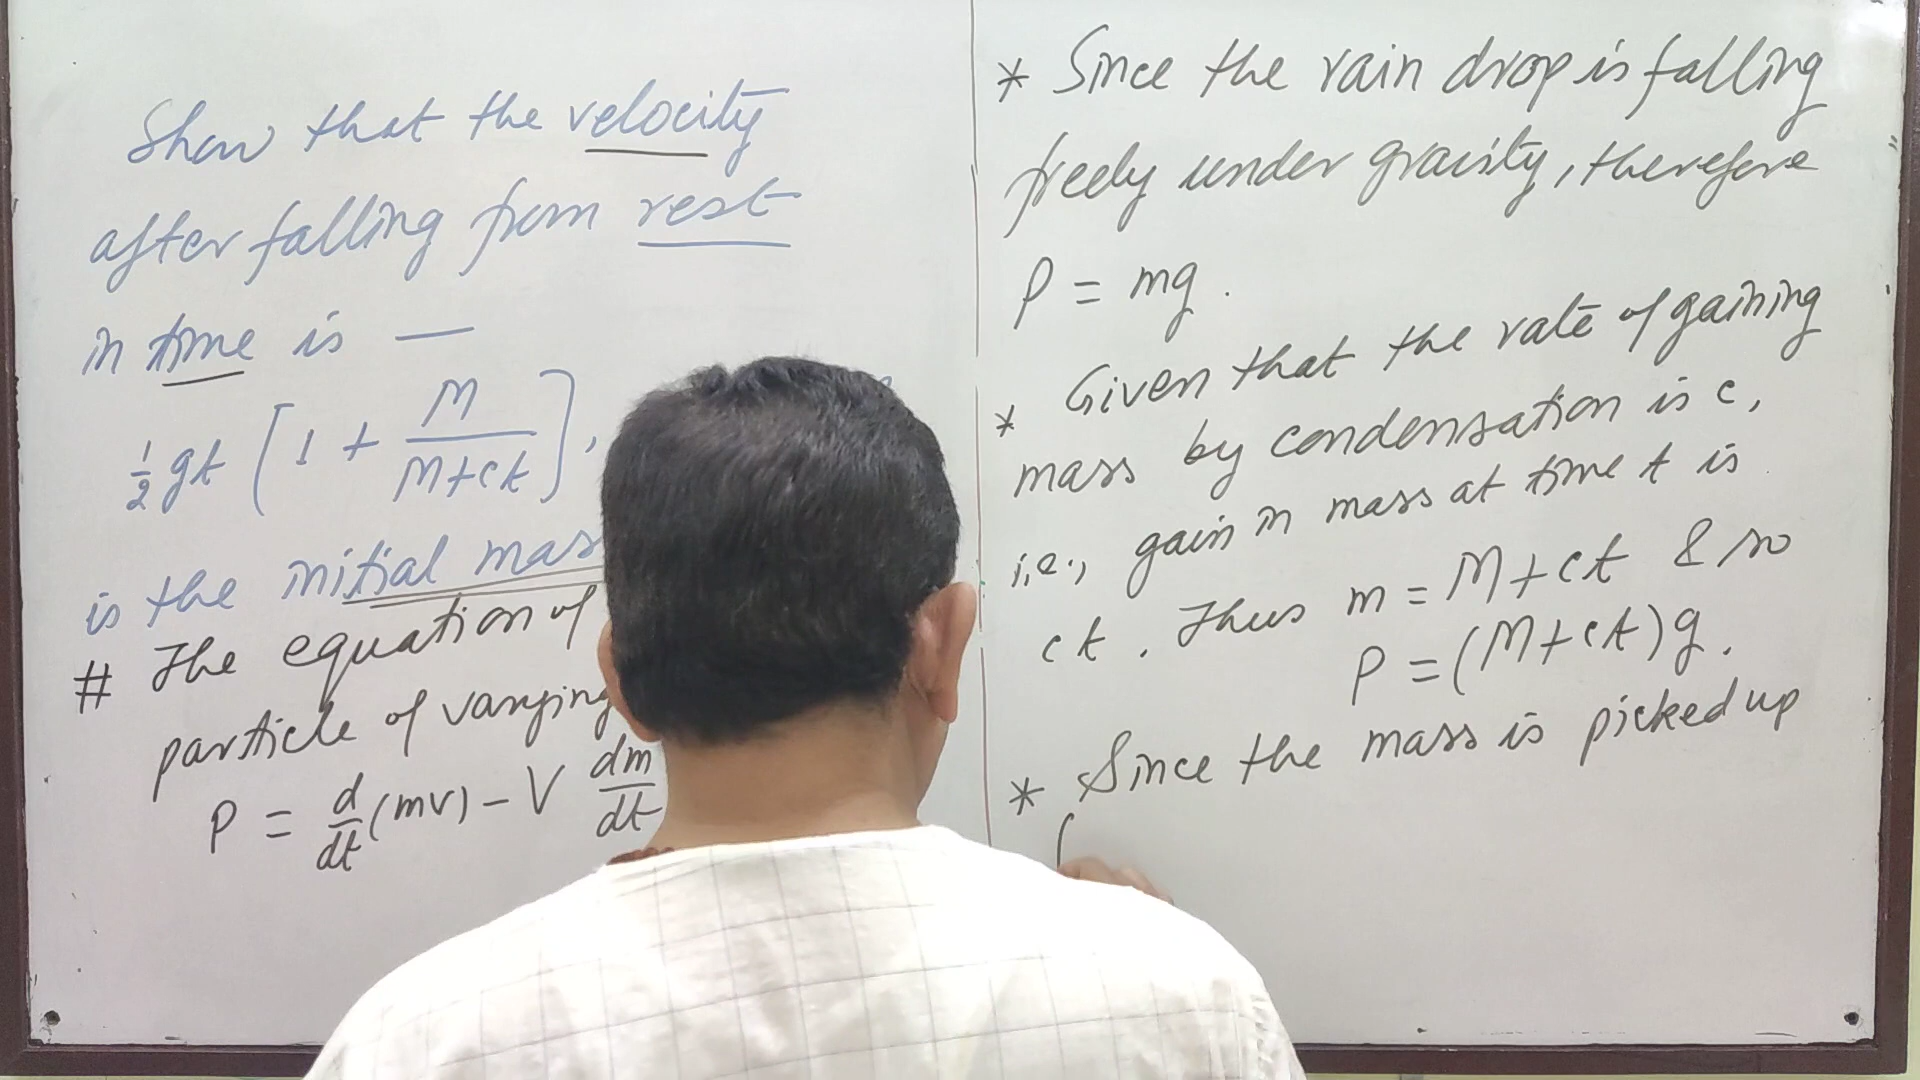 Show that the velocity
after falling from rest
in time is —
1/2 gt [1 + M/(M+ct)],
is the initial mass
# The equation of
particle of varying
P = d/dt (mv) - V dm/dt
* Since the rain drop is falling
freely under gravity, therefore
P = mg.
* Given that the rate of gaining
mass by condensation is c,
i.e., gain in mass at time t is
ct. Thus m = M+ct & so
P = (M+ct)g.
* Since the mass is picked up
(